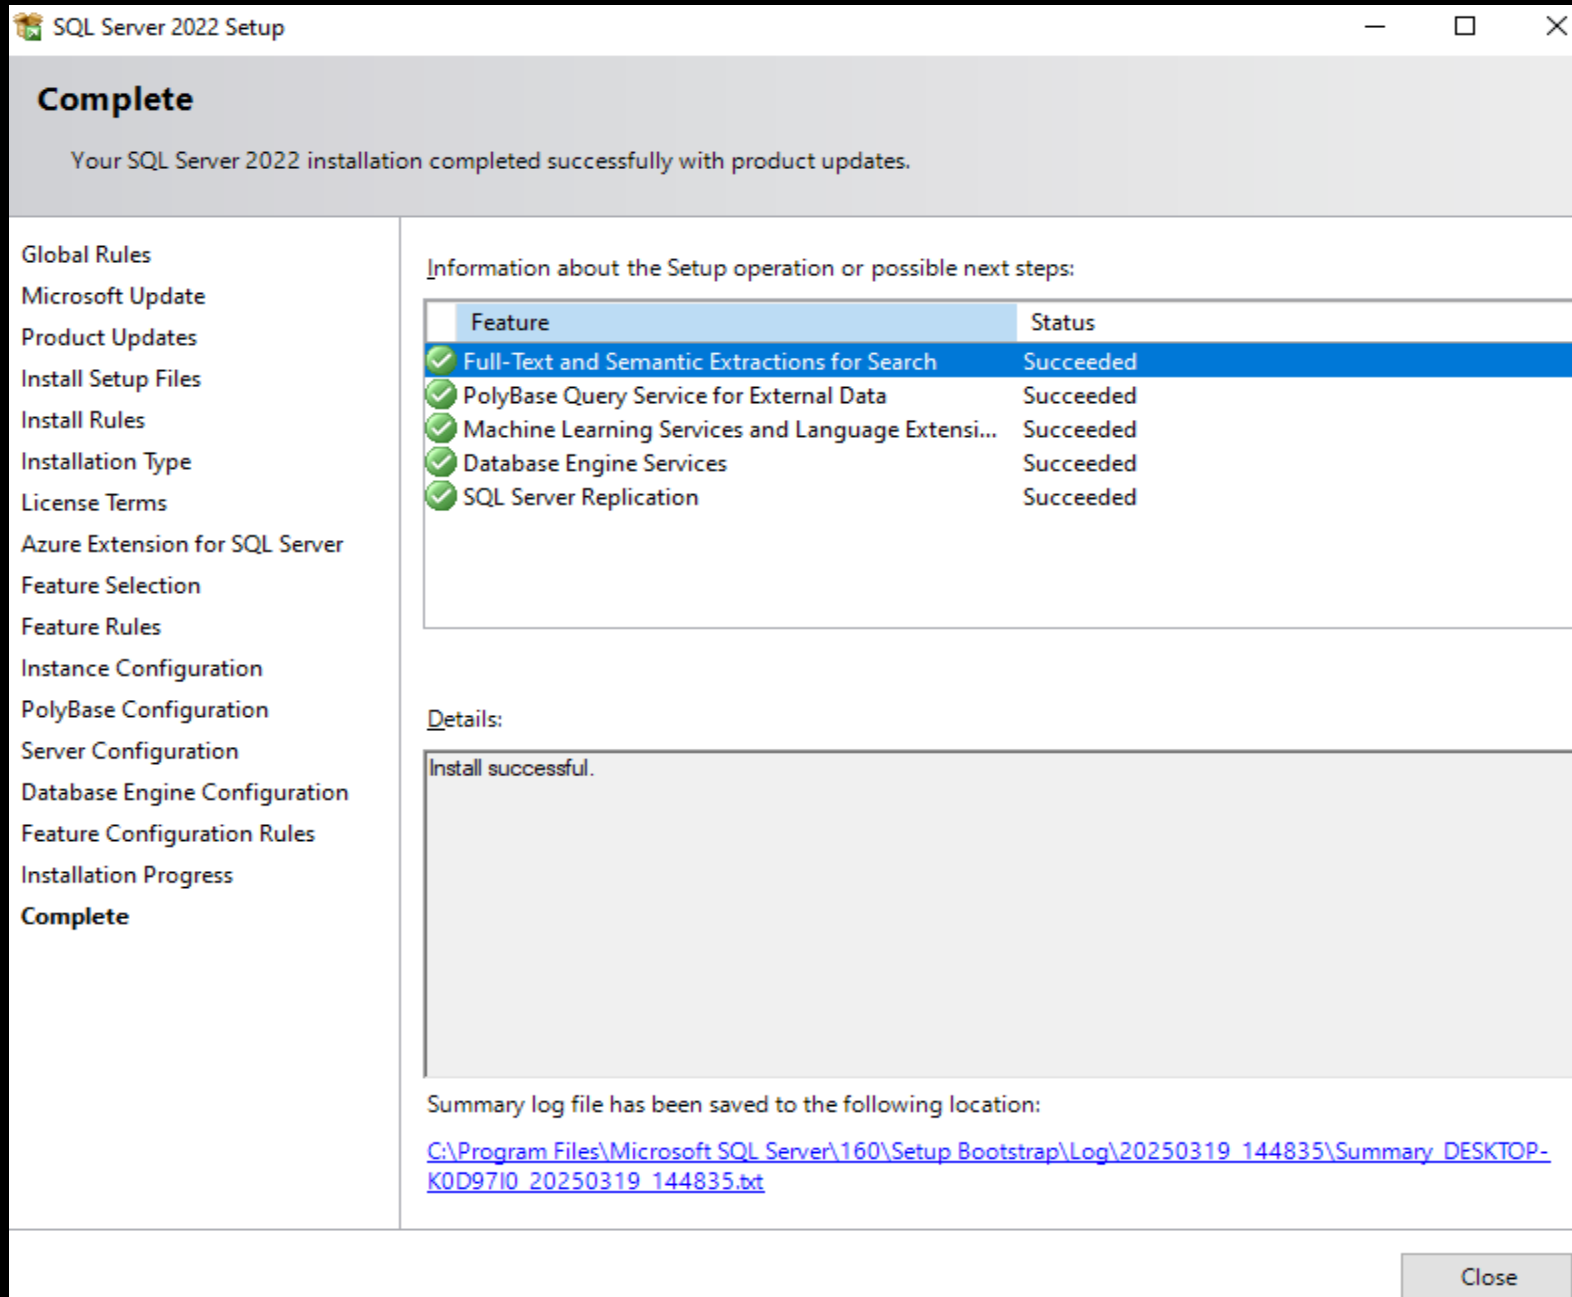 SQL Server 2022 Setup
Complete
Your SQL Server 2022 installation completed successfully with product updates.
Global Rules
Microsoft Update
Product Updates
Install Setup Files
Install Rules
Installation Type
License Terms
Azure Extension for SQL Server
Feature Selection
Feature Rules
Instance Configuration
PolyBase Configuration
Server Configuration
Database Engine Configuration
Feature Configuration Rules
Installation Progress
Complete
Information about the Setup operation or possible next steps:
Feature Status
Full-Text and Semantic Extractions for Search Succeeded
PolyBase Query Service for External Data Succeeded
Machine Learning Services and Language Extensi... Succeeded
Database Engine Services Succeeded
SQL Server Replication Succeeded
Details:
Install successful.
Summary log file has been saved to the following location:
C:\Program Files\Microsoft SQL Server\160\Setup Bootstrap\Log\20250319_144835\Summary_DESKTOP-
K0D97I0_20250319_144835.txt
Close